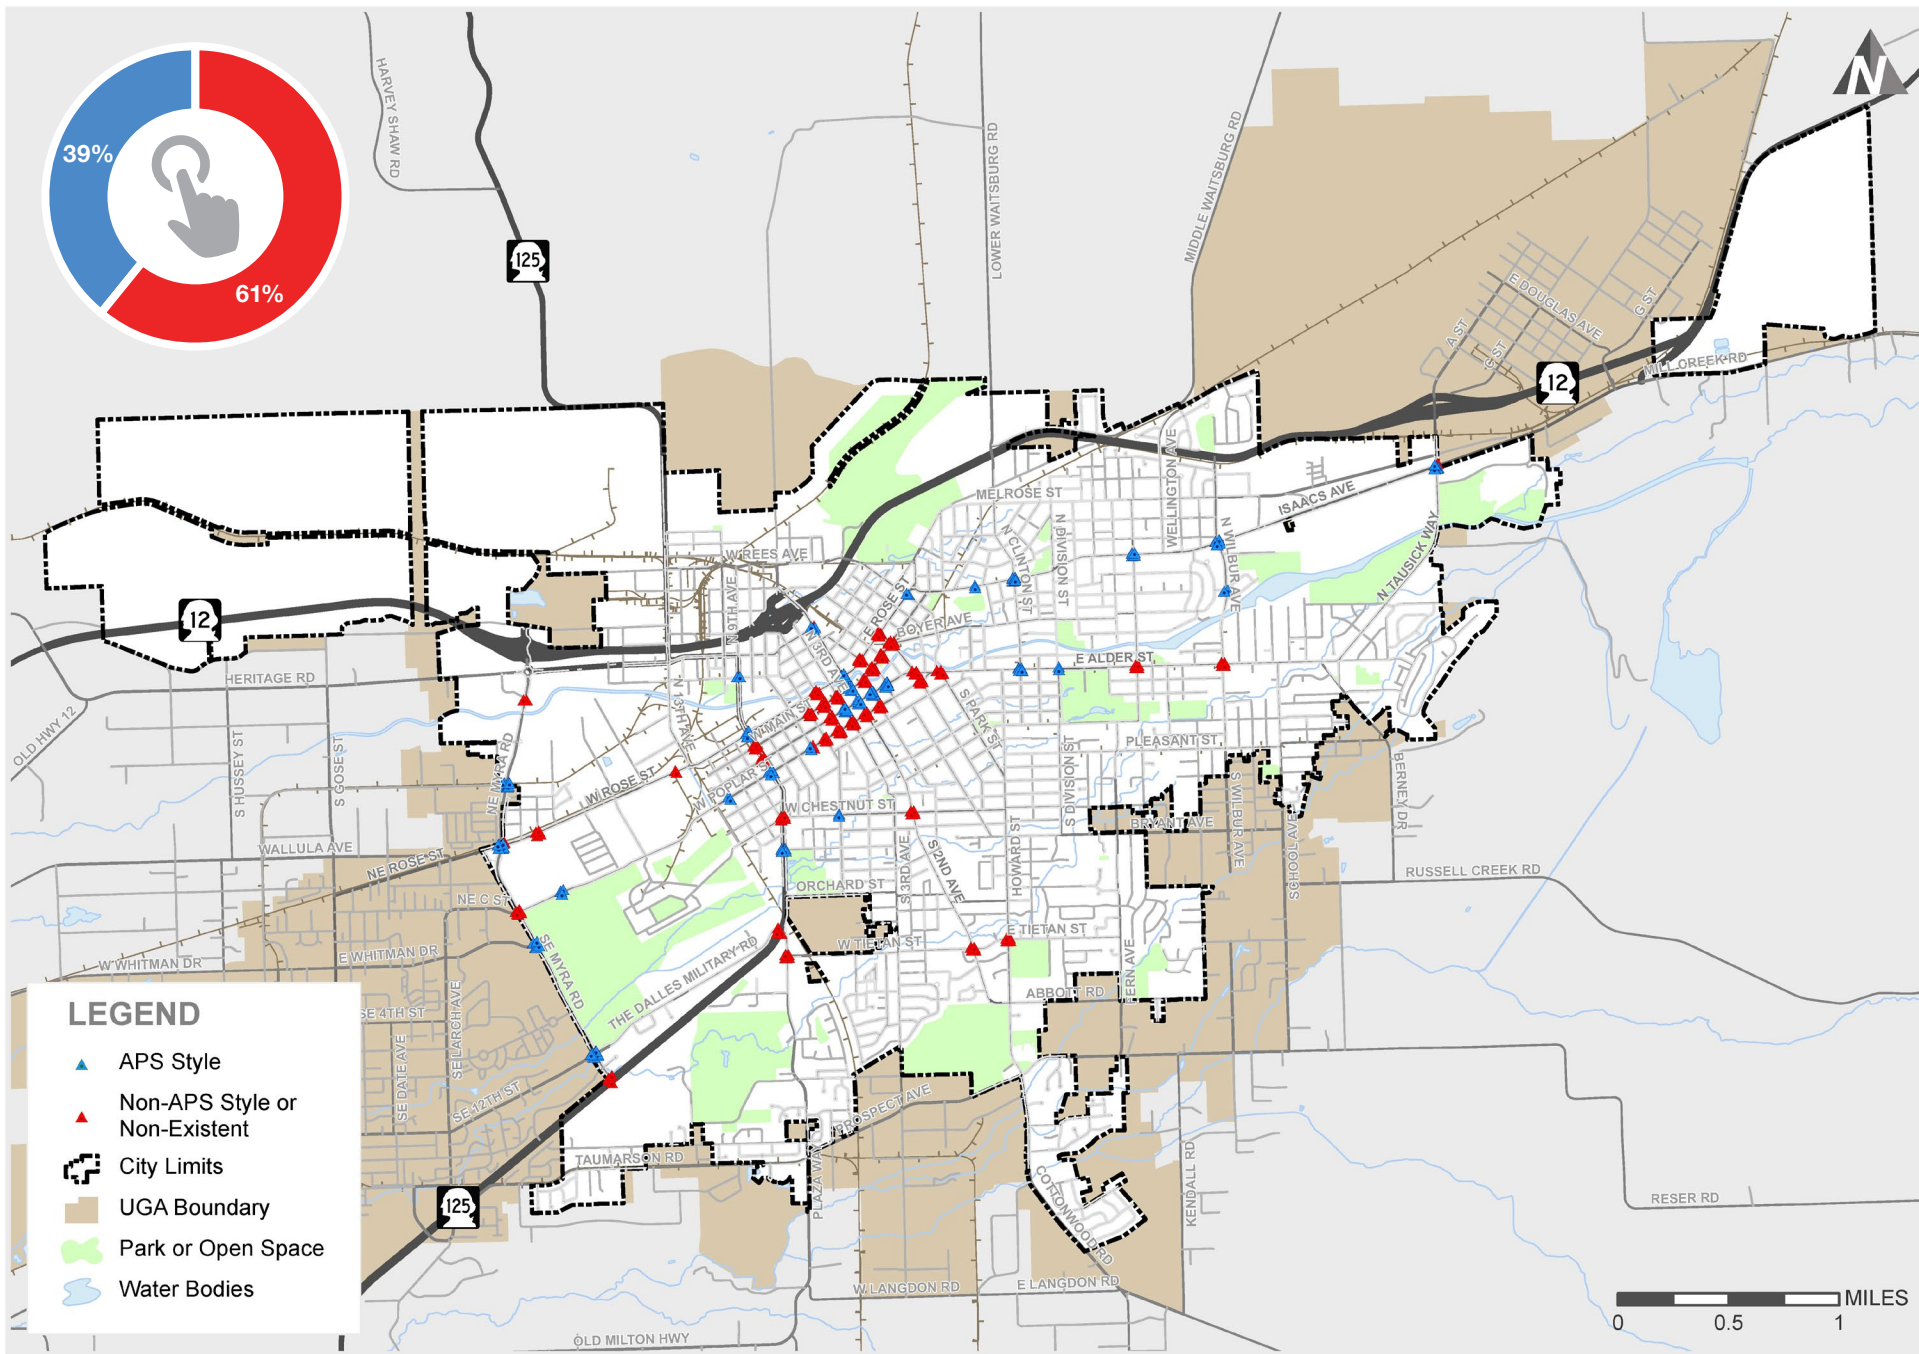 39%
61%
N
HARVEY SHAW RD
125
LOWER WAITSBURG RD
MIDDLE WAITSBURG RD
E DOUGLAS AVE
A ST
C ST
G ST
12
MILL CREEK RD
MELROSE ST
WELLINGTON AVE
ISAACS AVE
N CLINTON ST
N DIVISION ST
N WILBUR AVE
N TAUSICK WAY
W REES AVE
N 9TH AVE
E ROSE ST
BOYER AVE
N 3RD AVE
12
HERITAGE RD
OLD HWY 12
N 13TH AVE
W MAIN ST
E ALDER ST
S PARK ST
PLEASANT ST
S HUSSEY ST
S GOSE ST
NE MYRA RD
W ROSE ST
W POPLAR ST
W CHESTNUT ST
S DIVISION ST
S WILBUR AVE
BERNEY DR
BRYANT AVE
SCHOOL AVE
WALLULA AVE
NE ROSE ST
S 3RD AVE
S 2ND AVE
HOWARD ST
RUSSELL CREEK RD
ORCHARD ST
NE C ST
E WHITMAN DR
W WHITMAN DR
SE MYRA RD
THE DALLES MILITARY RD
W TIETAN ST
E TIETAN ST
FERN AVE
ABBOTT RD
SE 4TH ST
SE LARCH AVE
SE DATE AVE
SE 12TH ST
PROSPECT AVE
TAUMARSON RD
PLAZA WAY
COTTONWOOD RD
KENDALL RD
RESER RD
125
W LANGDON RD
E LANGDON RD
OLD MILTON HWY
LEGEND
APS Style
Non-APS Style or
Non-Existent
City Limits
UGA Boundary
Park or Open Space
Water Bodies
MILES
0 0.5 1